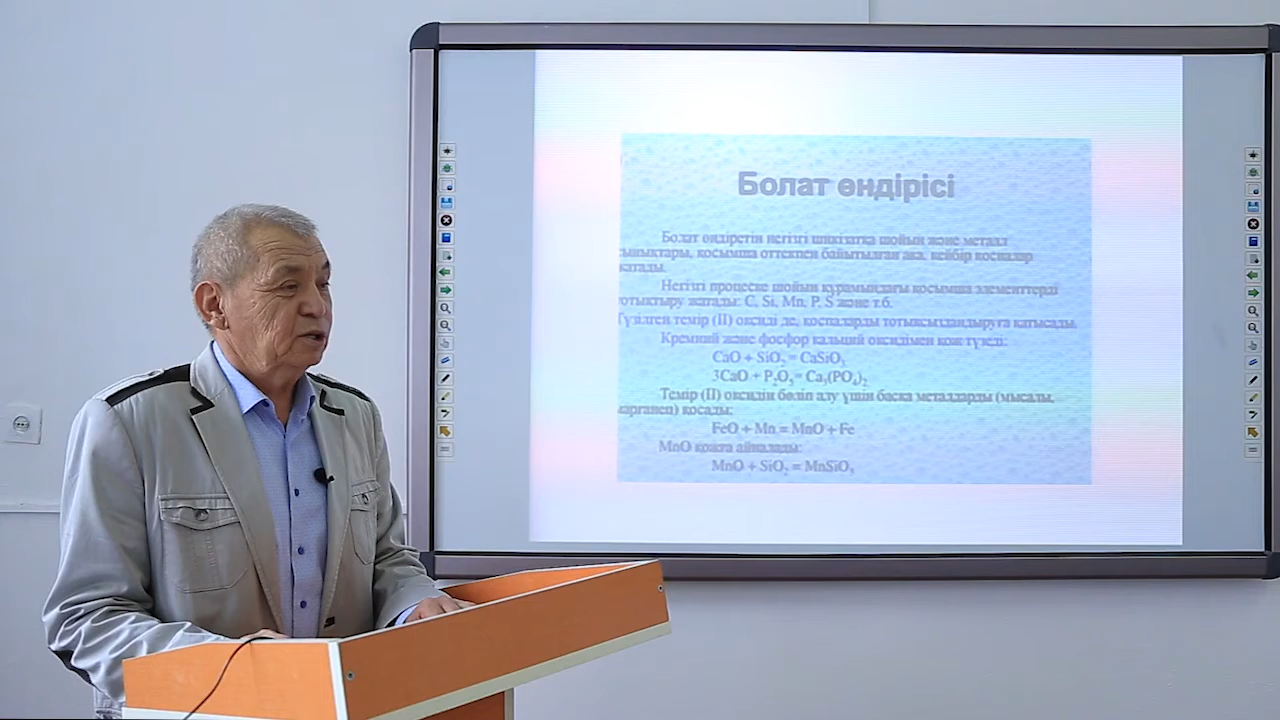 Болат өндірісі
Болат өндіретін негізгі шикізатқа шойын және металл
сынықтары, қосымша оттекпен байытылған ауа, кейбір қоспалар
жатады.
Негізгі процеске шойын құрамындағы қосымша элементтерді
тотықтыру жатады: C, Si, Mn, P, S және т.б.
Түзілген темір (II) оксиді де, қоспаларды тотықсыздандыруға қатысады.
Кремний және фосфор кальций оксидімен қож түзеді:
CaO + SiO₂ = CaSiO₃
3CaO + P₂O₅ = Ca₃(PO₄)₂
Темір (II) оксидін бөліп алу үшін басқа металдарды (мысалы,
марганец) қосады:
FeO + Mn = MnO + Fe
MnO қожға айналады:
MnO + SiO₂ = MnSiO₃